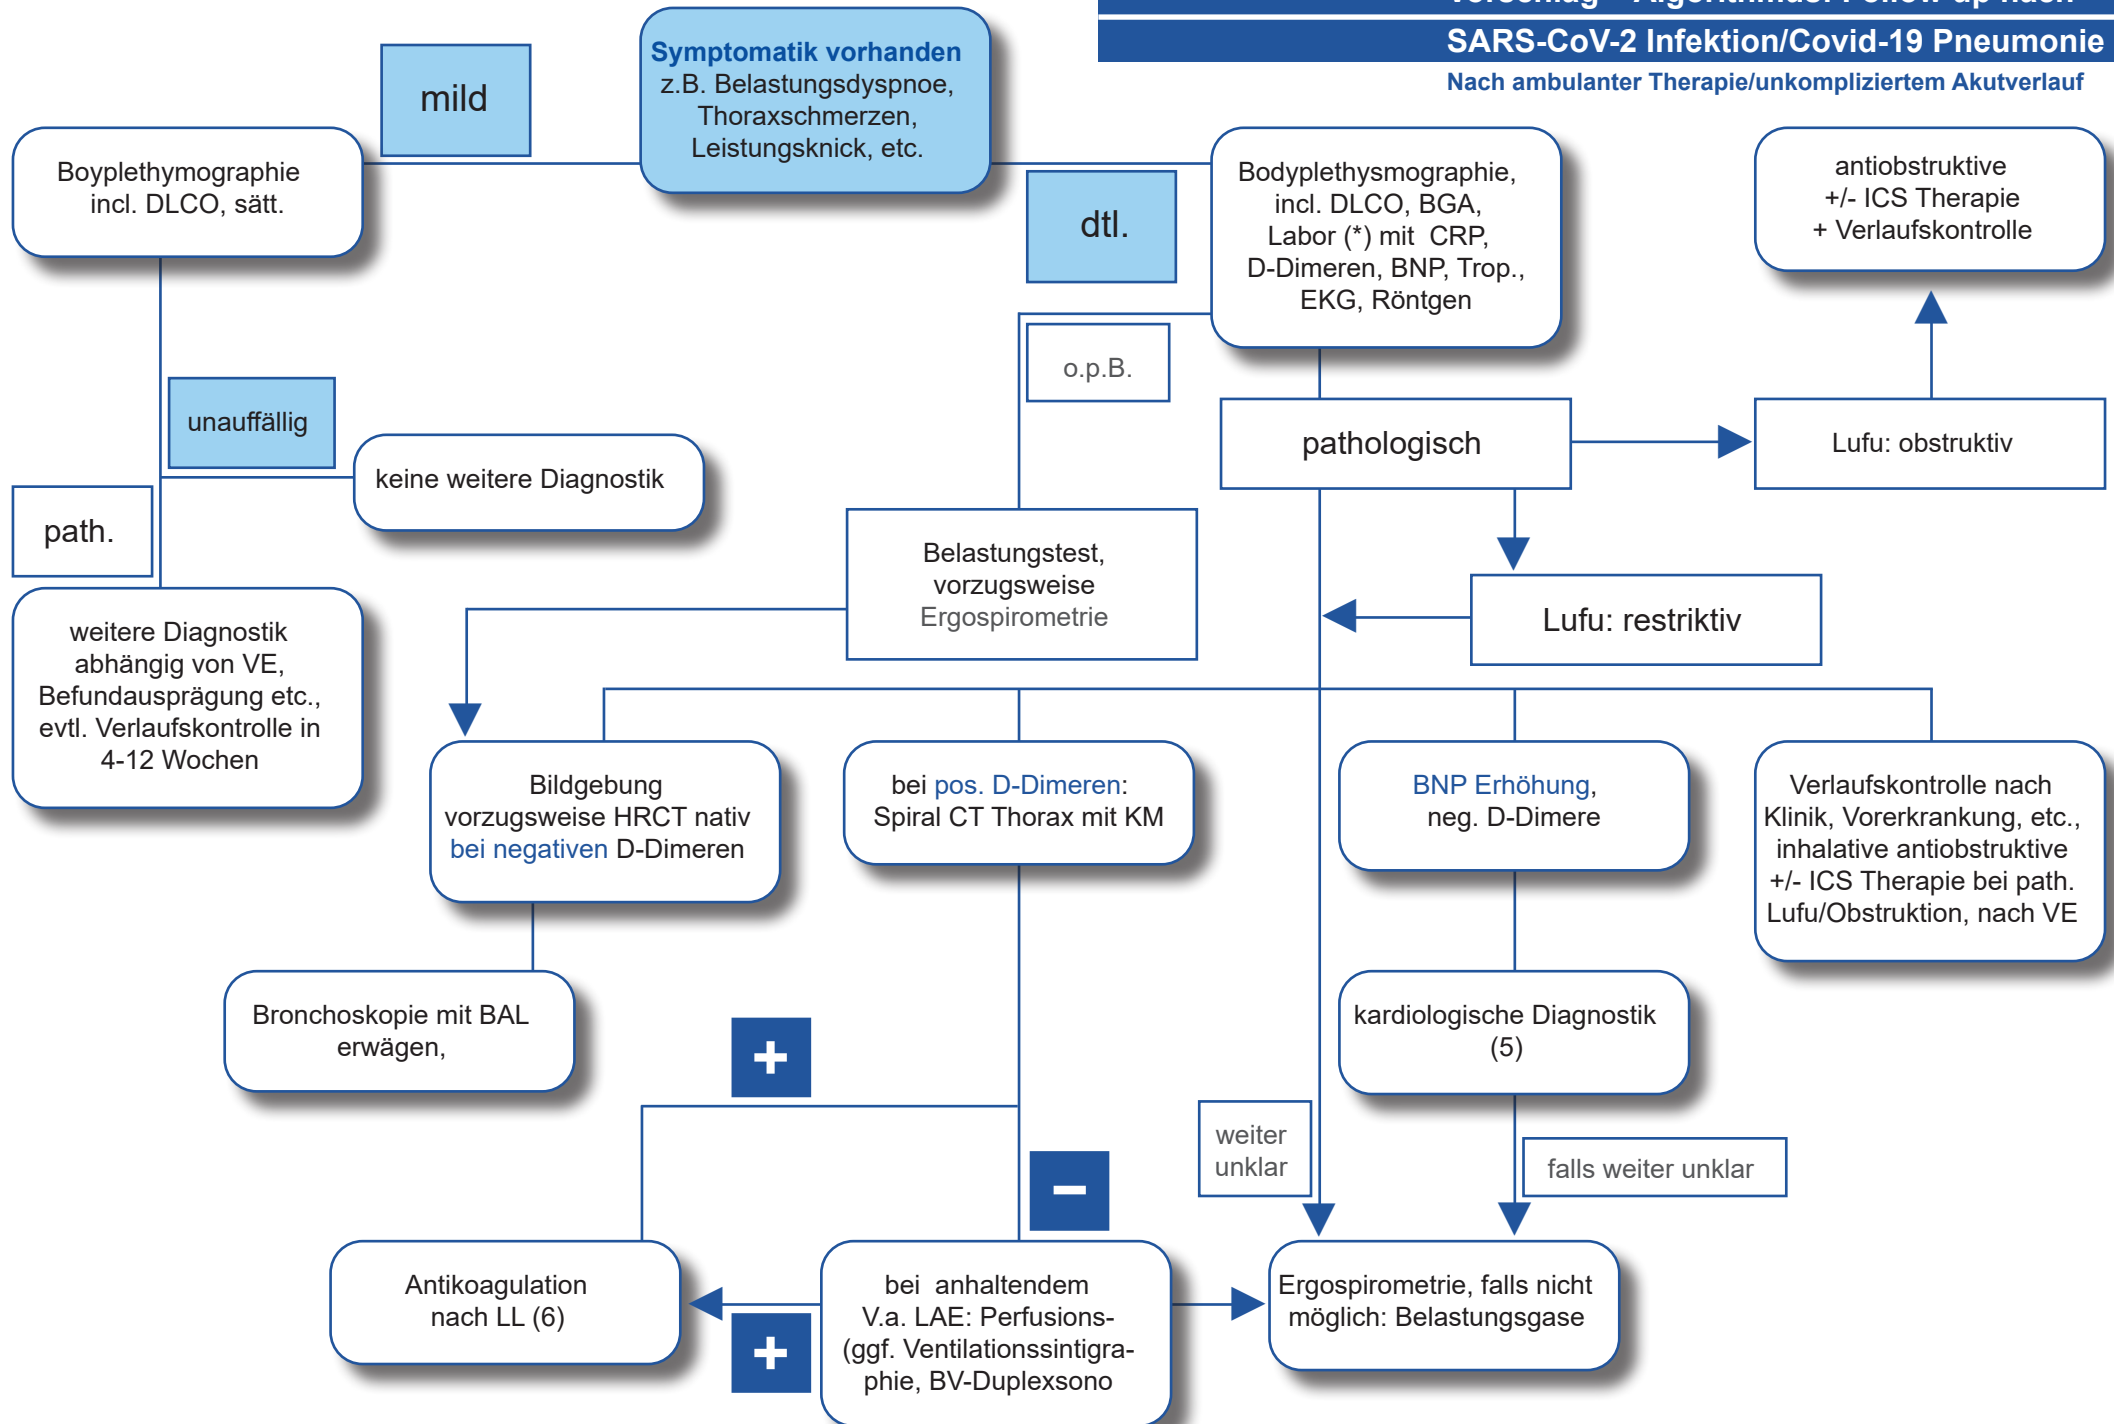 Vorschlag – Algorithmus: Follow up nach
SARS-CoV-2 Infektion/Covid-19 Pneumonie
Nach ambulanter Therapie/unkompliziertem Akutverlauf
Symptomatik vorhanden
z.B. Belastungsdyspnoe,
Thoraxschmerzen,
Leistungsknick, etc.
mild
Boyplethymographie
incl. DLCO, sätt.
dtl.
Bodyplethysmographie,
incl. DLCO, BGA,
Labor (*) mit CRP,
D-Dimeren, BNP, Trop.,
EKG, Röntgen
antiobstruktive
+/- ICS Therapie
+ Verlaufskontrolle
o.p.B.
unauffällig
keine weitere Diagnostik
pathologisch
Lufu: obstruktiv
path.
Belastungstest,
vorzugsweise
Ergospirometrie
Lufu: restriktiv
weitere Diagnostik
abhängig von VE,
Befundausprägung etc.,
evtl. Verlaufskontrolle in
4-12 Wochen
Bildgebung
vorzugsweise HRCT nativ
bei negativen D-Dimeren
bei pos. D-Dimeren:
Spiral CT Thorax mit KM
BNP Erhöhung,
neg. D-Dimere
Verlaufskontrolle nach
Klinik, Vorerkrankung, etc.,
inhalative antiobstruktive
+/- ICS Therapie bei path.
Lufu/Obstruktion, nach VE
Bronchoskopie mit BAL
erwägen,
kardiologische Diagnostik
(5)
+
weiter
unklar
falls weiter unklar
–
Antikoagulation
nach LL (6)
+
bei anhaltendem
V.a. LAE: Perfusions-
(ggf. Ventilationssintigra-
phie, BV-Duplexsono
Ergospirometrie, falls nicht
möglich: Belastungsgase